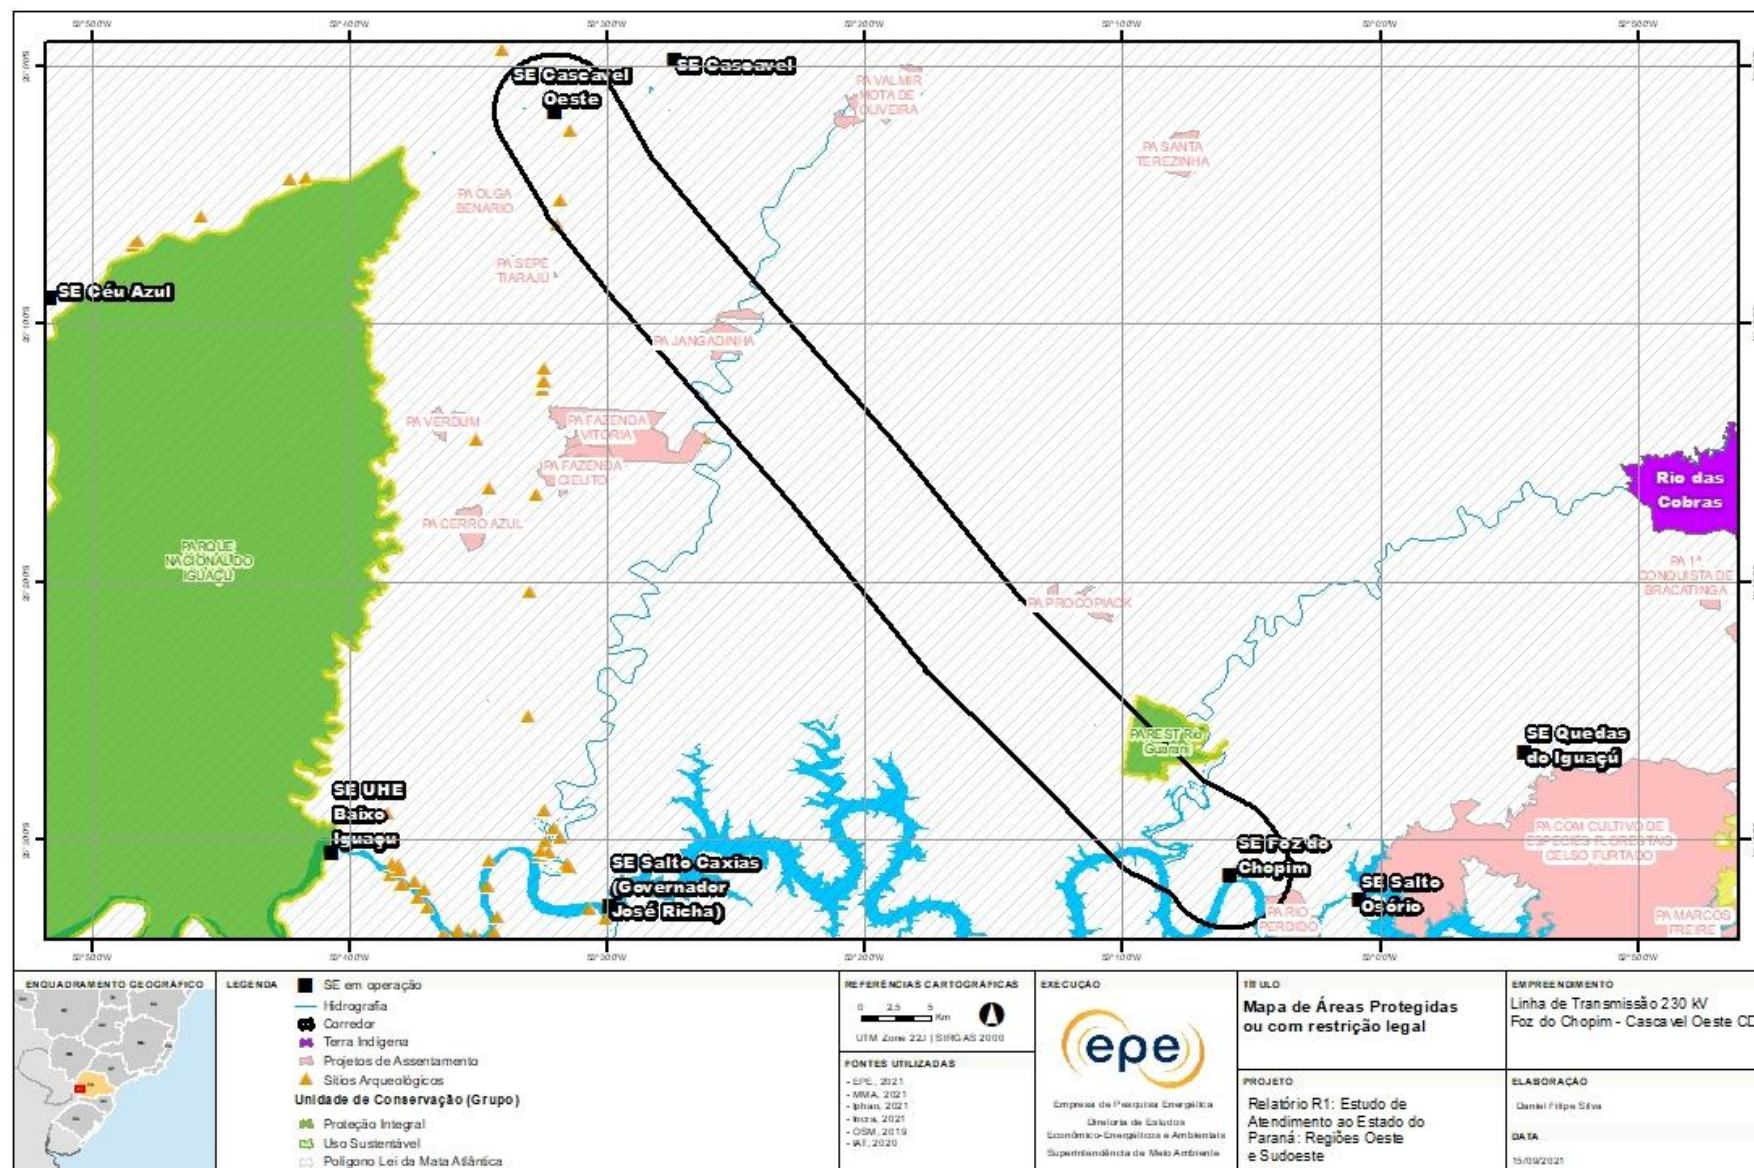 SE Cascavel
Oeste
SE Cascavel
PA VALMIR
MOTA DE
OLIVEIRA
PA SANTA
TEREZINHA
PA OLGA
BENARIO
PA SEPÉ
TIARAJÚ
SE Céu Azul
PA JANGADINHA
PA VERDUM
PA FAZENDA
VITORIA
PA FAZENDA
CIELITO
PA CERRO AZUL
Rio das
Cobras
PARQUE
NACIONAL DO
IGUAÇU
PA 1ª
CONQUISTA DE
BRACATINGA
PA PROCOPIACK
PAREST Rio
Guarani
SE Quedas
do Iguaçú
SE UHE
Baixo
Iguaçu
PA COM CULTIVO DE
ESPECIES FLORESTAIS
CELSO FURTADO
SE Foz do
Chopim
SE Salto Caxias
(Governador
José Richa)
SE Salto
Osório
PA RIO
PERDIDO
PA MARCOS
FREIRE
ENQUADRAMENTO GEOGRÁFICO
LEGENDA
SE em operação
Hidrografia
Corredor
Terra Indígena
Projetos de Assentamento
Sítios Arqueológicos
Unidade de Conservação (Grupo)
Proteção Integral
Uso Sustentável
Polígono Lei da Mata Atlântica
REFERÊNCIAS CARTOGRÁFICAS
0 2,5 5
Km
UTM Zone 22J | SIRGAS 2000
FONTES UTILIZADAS
- EPE, 2021
- MMA, 2021
- Iphan, 2021
- Incra, 2021
- OSM, 2019
- IAT, 2020
EXECUÇÃO
epe
Empresa de Pesquisa Energética
Diretoria de Estudos
Econômico-Energéticos e Ambientais
Superintendência de Meio Ambiente
TÍTULO
Mapa de Áreas Protegidas
ou com restrição legal
PROJETO
Relatório R1: Estudo de
Atendimento ao Estado do
Paraná: Regiões Oeste
e Sudoeste
EMPREENDIMENTO
Linha de Transmissão 230 kV
Foz do Chopim - Cascavel Oeste CD
ELABORAÇÃO
Daniel Filipe Silva
DATA
15/09/2021